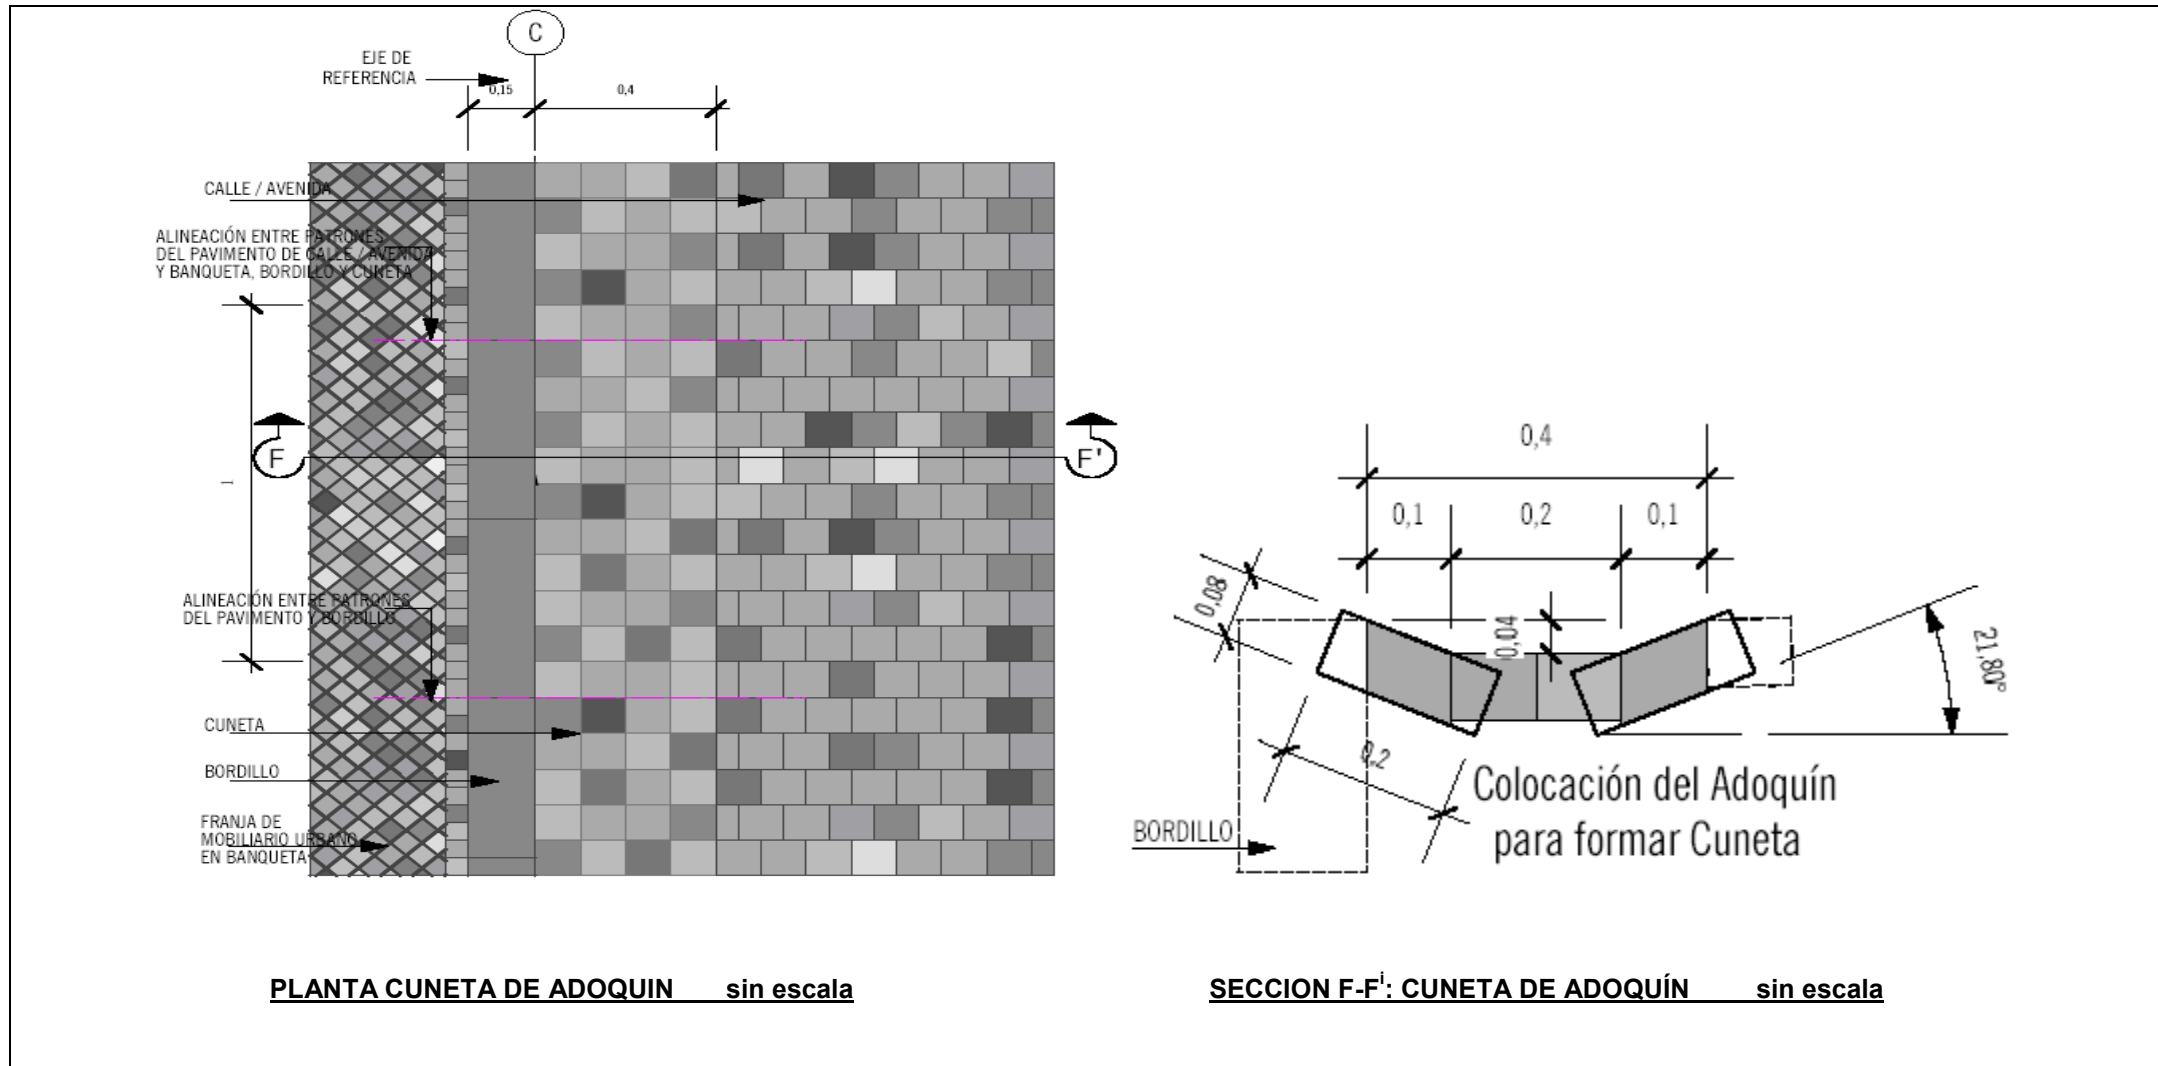 C
EJE DE
REFERENCIA
0,15
0,4
CALLE / AVENIDA
ALINEACIÓN ENTRE PATRONES
DEL PAVIMENTO DE CALLE / AVENIDA
Y BANQUETA, BORDILLO Y CUNETA
F
F'
1
ALINEACIÓN ENTRE PATRONES
DEL PAVIMENTO Y BORDILLO
CUNETA
BORDILLO
FRANJA DE
MOBILIARIO URBANO
EN BANQUETA
0,4
0,1
0,2
0,1
0,08
0,04
21,80°
0,2
Colocación del Adoquín
para formar Cuneta
BORDILLO
PLANTA CUNETA DE ADOQUIN sin escala
SECCION F-Fⁱ: CUNETA DE ADOQUÍN sin escala